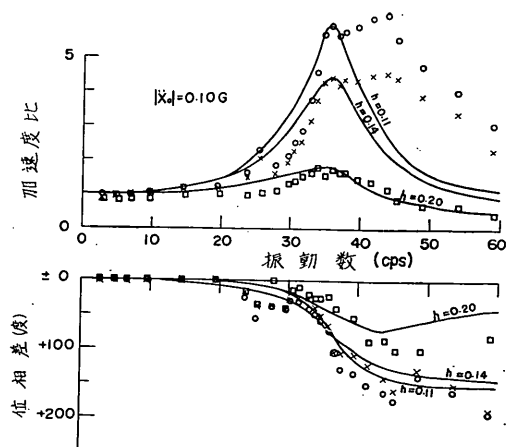 加速度比
5
0
|Ẍ₀|=0.10G
h=0.11
h=0.14
h=0.20
0 10 20 30 40 50 60
振動数 (cps)
位相差(度)
± 0
+100
+200
h=0.20
h=0.14
h=0.11